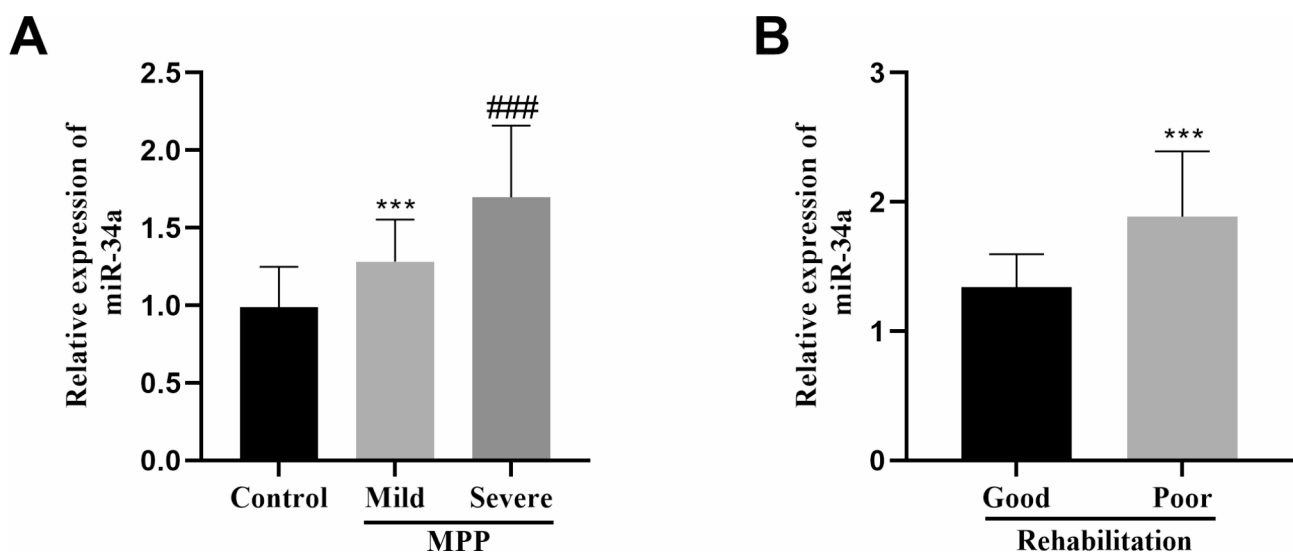 A
Relative expression of
miR-34a
2.5
2.0
1.5
1.0
0.5
0.0
***
###
Control Mild Severe
MPP
B
Relative expression of
miR-34a
3
2
1
0
***
Good Poor
Rehabilitation